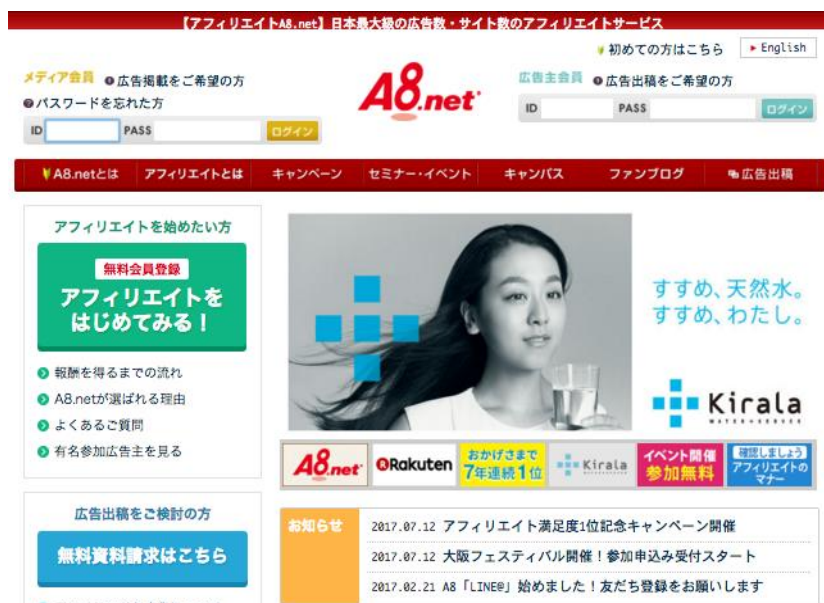 【アフィリエイトA8.net】日本最大級の広告数・サイト数のアフィリエイトサービス
初めての方はこちら
English
メディア会員 広告掲載をご希望の方
パスワードを忘れた方
ID PASS ログイン
A8.net
広告主会員 広告出稿をご希望の方
ID PASS ログイン
A8.netとは アフィリエイトとは キャンペーン セミナー・イベント キャンパス ファンブログ 広告出稿
アフィリエイトを始めたい方
無料会員登録
アフィリエイトを
はじめてみる！
報酬を得るまでの流れ
A8.netが選ばれる理由
よくあるご質問
有名参加広告主を見る
広告出稿をご検討の方
無料資料請求はこちら
すすめ、天然水。
すすめ、わたし。
Kirala
WATER*SERVICE
A8.net
Rakuten
おかげさまで
7年連続1位
Kirala
イベント開催
参加無料
確認しましょう
アフィリエイトの
マナー
お知らせ
2017.07.12 アフィリエイト満足度1位記念キャンペーン開催
2017.07.12 大阪フェスティバル開催！参加申込み受付スタート
2017.02.21 A8「LINE@」始めました！友だち登録をお願いします